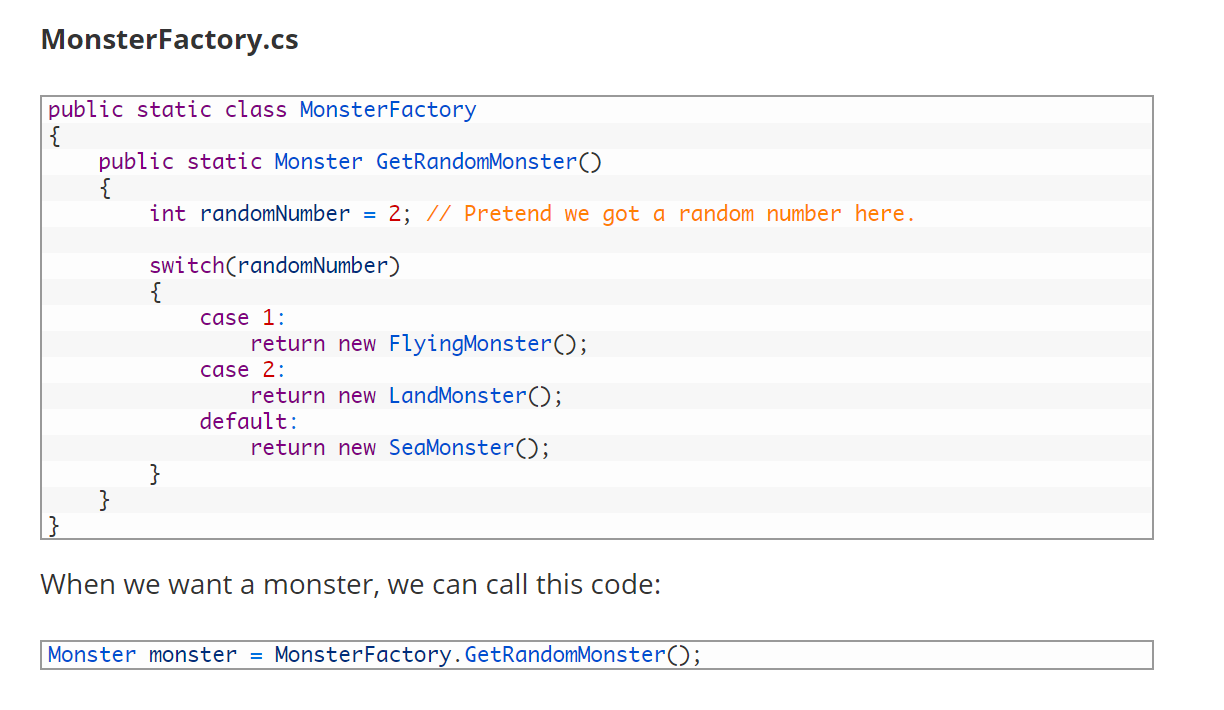 MonsterFactory.cs
public static class MonsterFactory
{
    public static Monster GetRandomMonster()
    {
        int randomNumber = 2; // Pretend we got a random number here.

        switch(randomNumber)
        {
            case 1:
                return new FlyingMonster();
            case 2:
                return new LandMonster();
            default:
                return new SeaMonster();
        }
    }
}
When we want a monster, we can call this code:
Monster monster = MonsterFactory.GetRandomMonster();